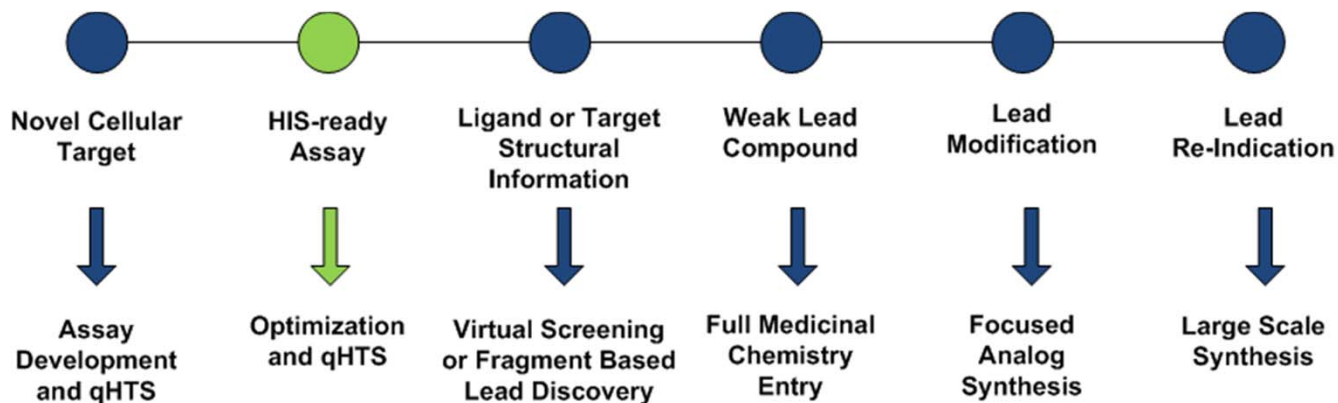 Novel Cellular
Target
HIS-ready
Assay
Ligand or Target
Structural
Information
Weak Lead
Compound
Lead
Modification
Lead
Re-Indication
Assay
Development
and qHTS
Optimization
and qHTS
Virtual Screening
or Fragment Based
Lead Discovery
Full Medicinal
Chemistry
Entry
Focused
Analog
Synthesis
Large Scale
Synthesis